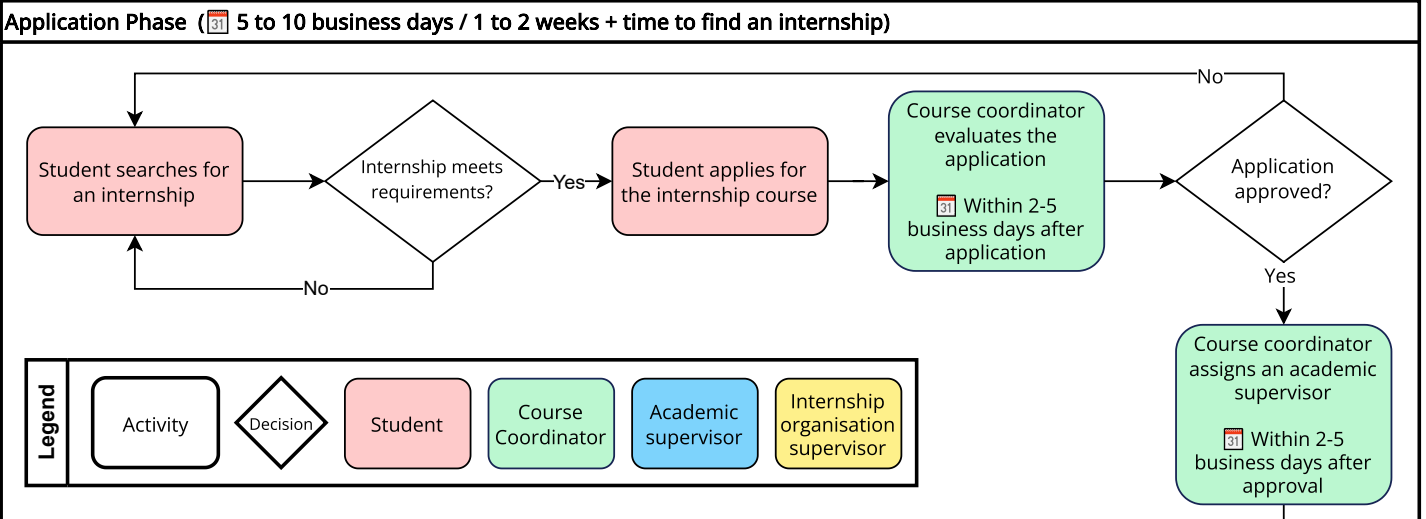 Application Phase (31 5 to 10 business days / 1 to 2 weeks + time to find an internship)
No
Student searches for
an internship
Internship meets
requirements?
Yes
Student applies for
the internship course
Course coordinator
evaluates the
application
31 Within 2-5
business days after
application
Application
approved?
No
Yes
Course coordinator
assigns an academic
supervisor
31 Within 2-5
business days after
approval
Legend
Activity
Decision
Student
Course
Coordinator
Academic
supervisor
Internship
organisation
supervisor